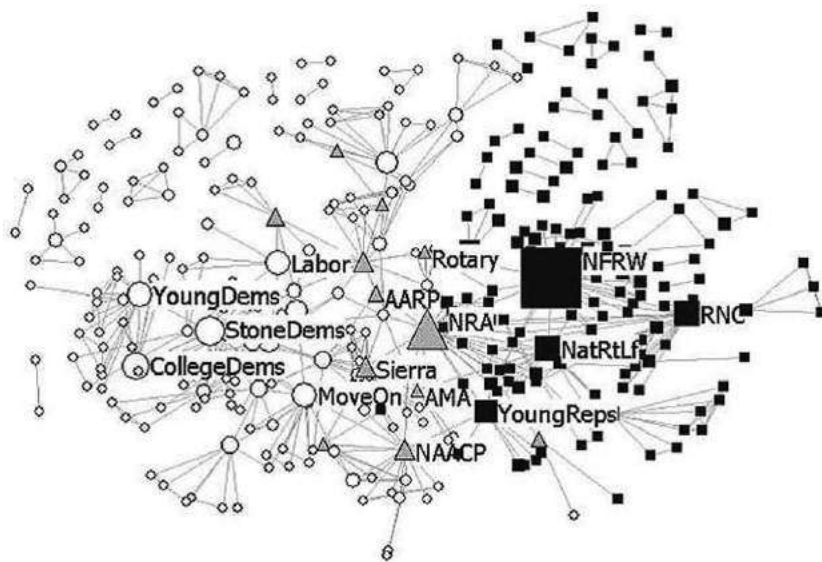 Labor
Rotary
NFRW
YoungDems
AARP
NRA
RNC
StoneDems
NatRtLf
CollegeDems
Sierra
MoveOn
AMA
YoungReps
NAACP